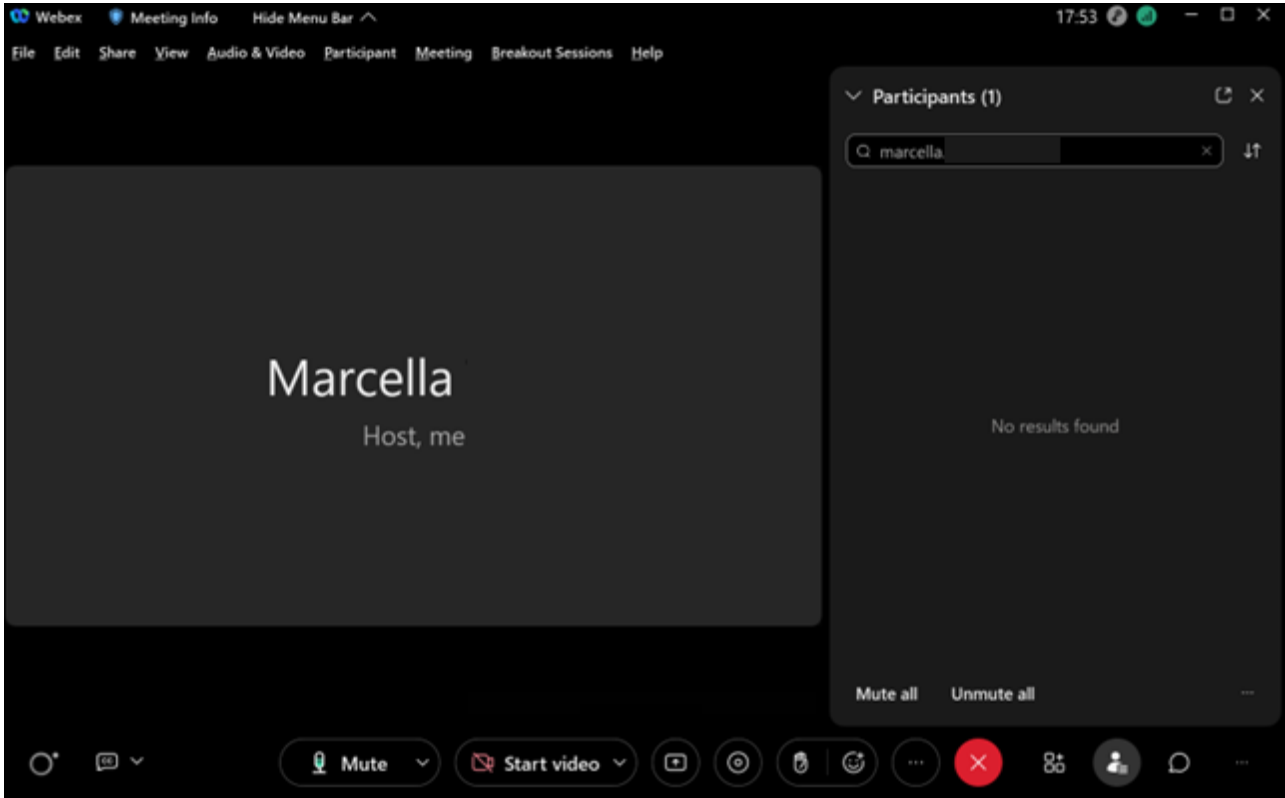 Webex Meeting Info Hide Menu Bar 17:53
File Edit Share View Audio & Video Participant Meeting Breakout Sessions Help
Participants (1)
marcella.
Marcella
Host, me
No results found
Mute all Unmute all
CC Mute Start video